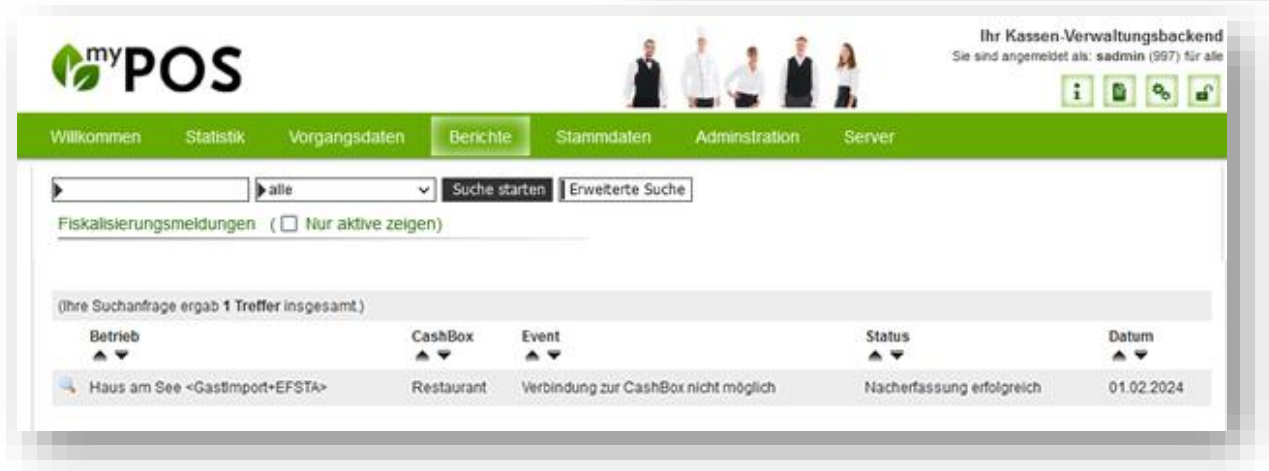 myPOS
Ihr Kassen-Verwaltungsbackend
Sie sind angemeldet als: sadmin (997) für alle
Willkommen Statistik Vorgangsdaten Berichte Stammdaten Adminstration Server
alle Suche starten Erweiterte Suche
Fiskalisierungsmeldungen ( Nur aktive zeigen)
(Ihre Suchanfrage ergab 1 Treffer insgesamt.)
Betrieb CashBox Event Status Datum
Haus am See <GastImport+EFSTA> Restaurant Verbindung zur CashBox nicht möglich Nacherfassung erfolgreich 01.02.2024